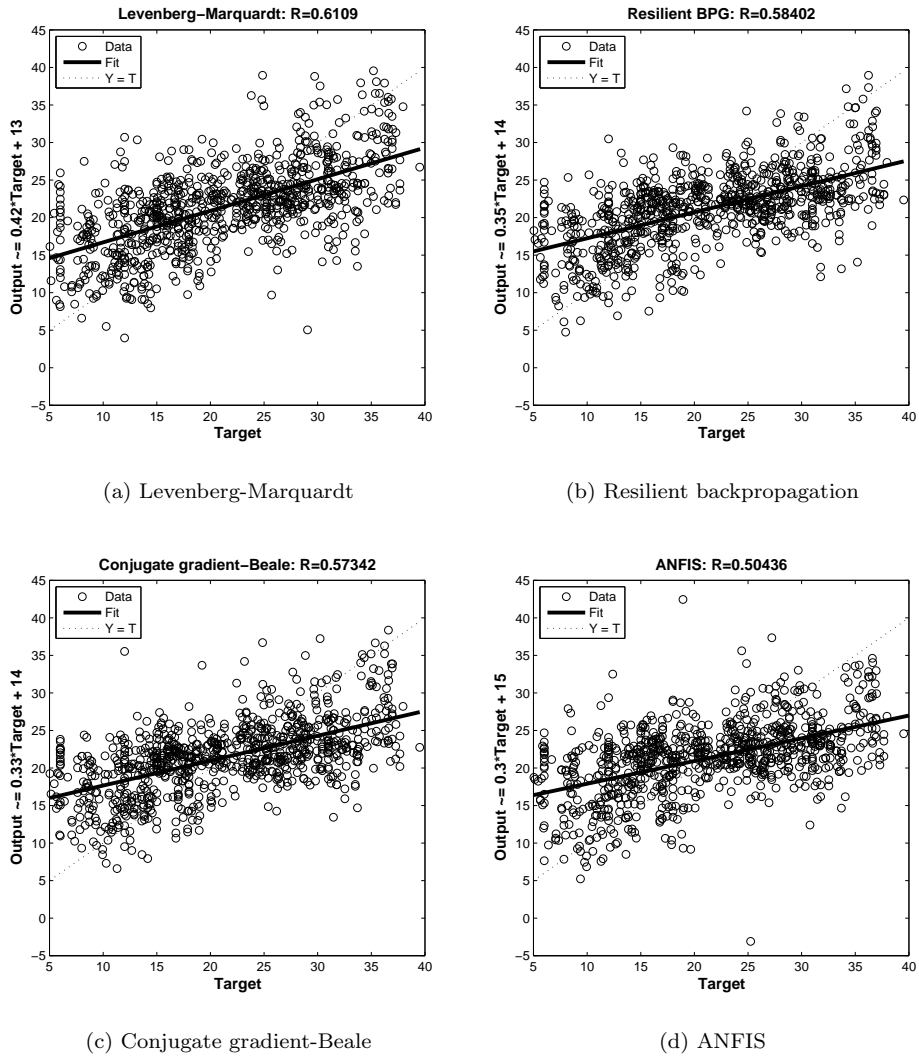 Levenberg−Marquardt: R=0.6109
Data
Fit
Y = T
Output ~= 0.42*Target + 13
45
40
35
30
25
20
15
10
5
0
−5
5 10 15 20 25 30 35 40
Target
(a) Levenberg-Marquardt
Resilient BPG: R=0.58402
Data
Fit
Y = T
Output ~= 0.35*Target + 14
45
40
35
30
25
20
15
10
5
0
−5
5 10 15 20 25 30 35 40
Target
(b) Resilient backpropagation
Conjugate gradient−Beale: R=0.57342
Data
Fit
Y = T
Output ~= 0.33*Target + 14
45
40
35
30
25
20
15
10
5
0
−5
5 10 15 20 25 30 35 40
Target
(c) Conjugate gradient-Beale
ANFIS: R=0.50436
Data
Fit
Y = T
Output ~= 0.3*Target + 15
45
40
35
30
25
20
15
10
5
0
−5
5 10 15 20 25 30 35 40
Target
(d) ANFIS